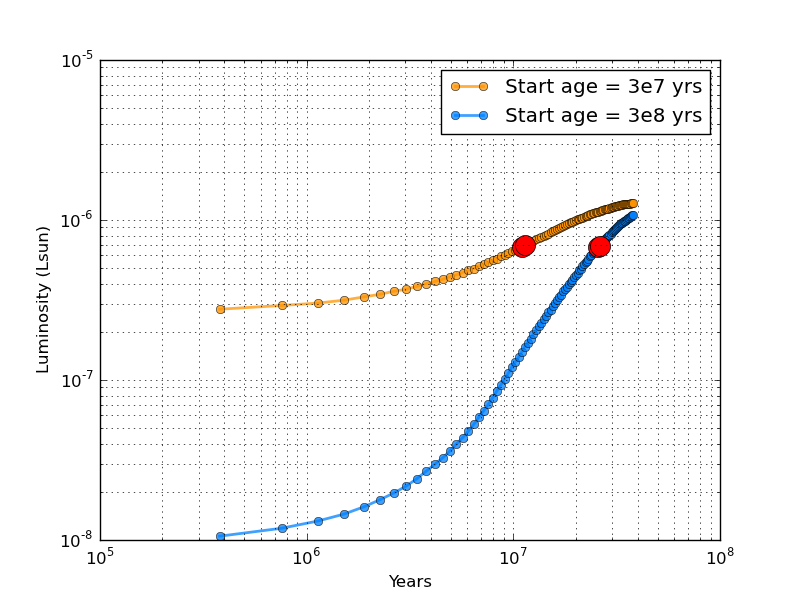 10^-5
10^-6
10^-7
10^-8
Luminosity (Lsun)
Start age = 3e7 yrs
Start age = 3e8 yrs
10^5 10^6 10^7 10^8
Years